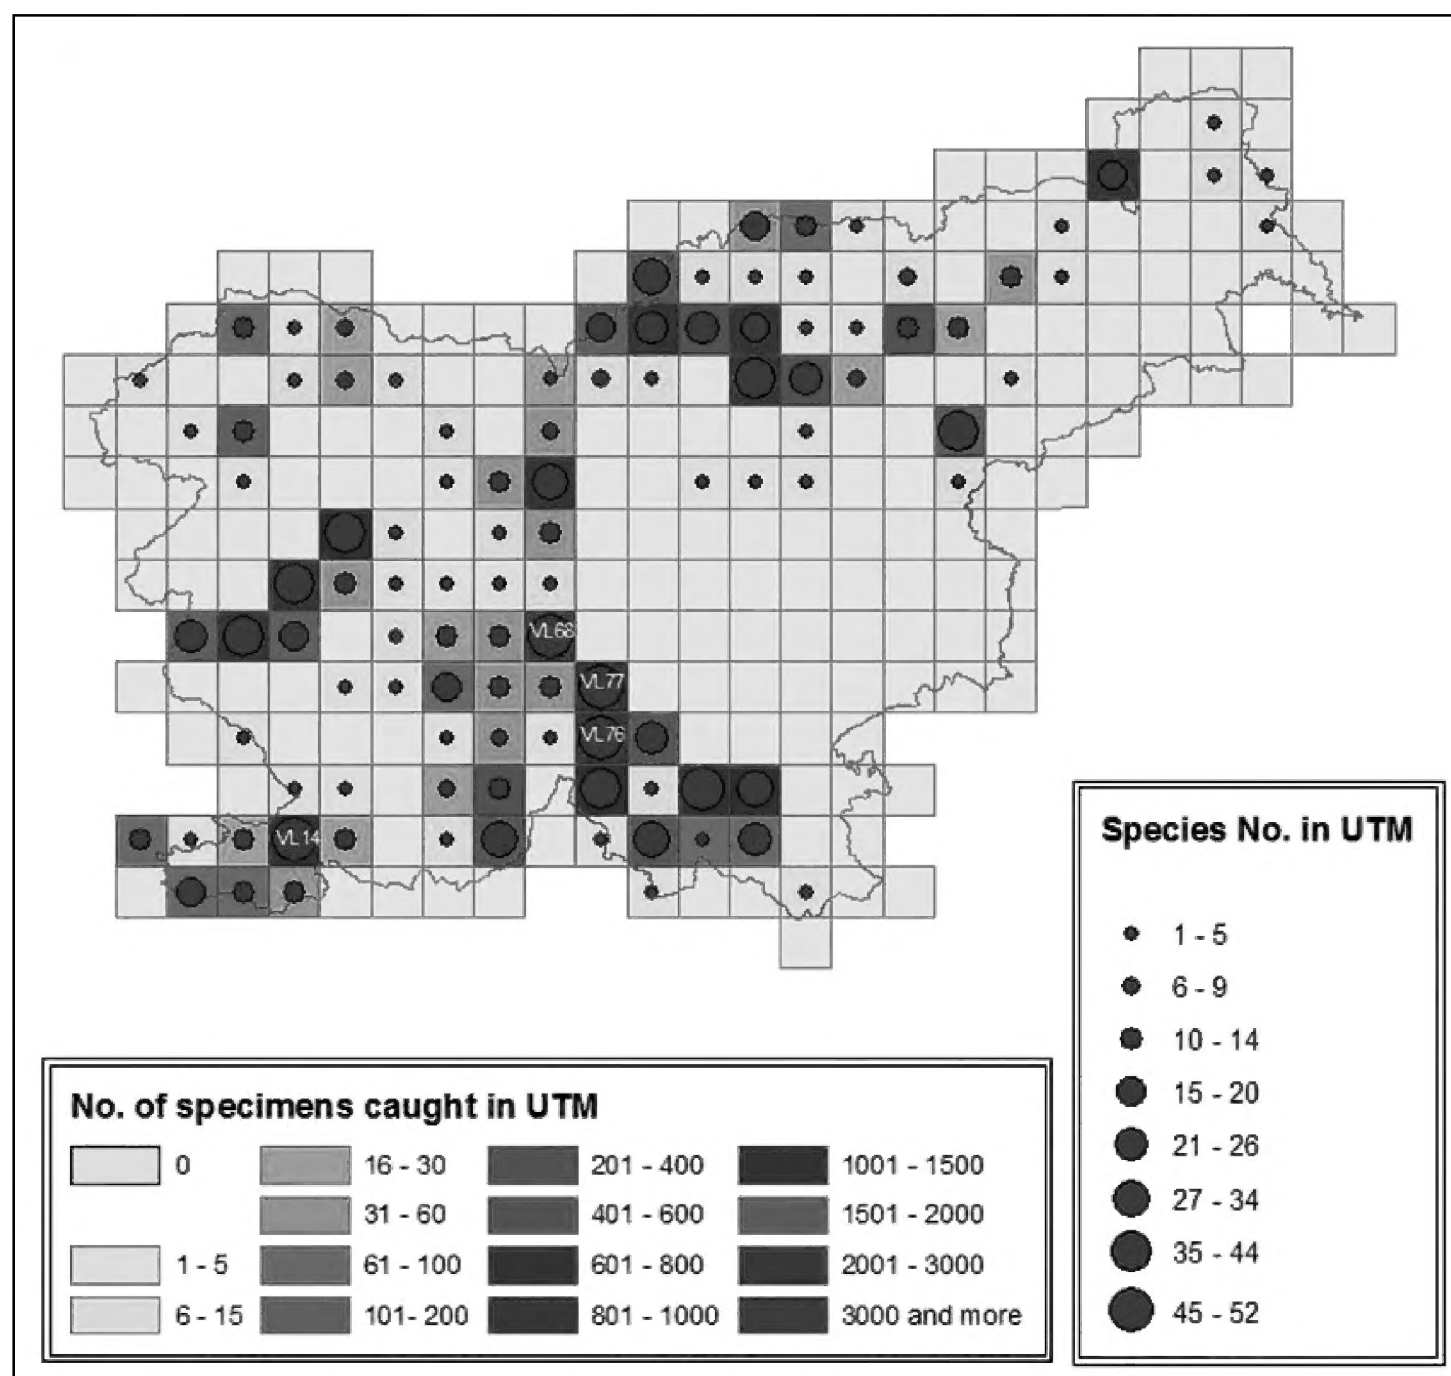 VL68
VL77
VL76
VL14
Species No. in UTM
1 - 5
6 - 9
10 - 14
15 - 20
21 - 26
27 - 34
35 - 44
45 - 52
No. of specimens caught in UTM
0 16 - 30 201 - 400 1001 - 1500
31 - 60 401 - 600 1501 - 2000
1 - 5 61 - 100 601 - 800 2001 - 3000
6 - 15 101- 200 801 - 1000 3000 and more